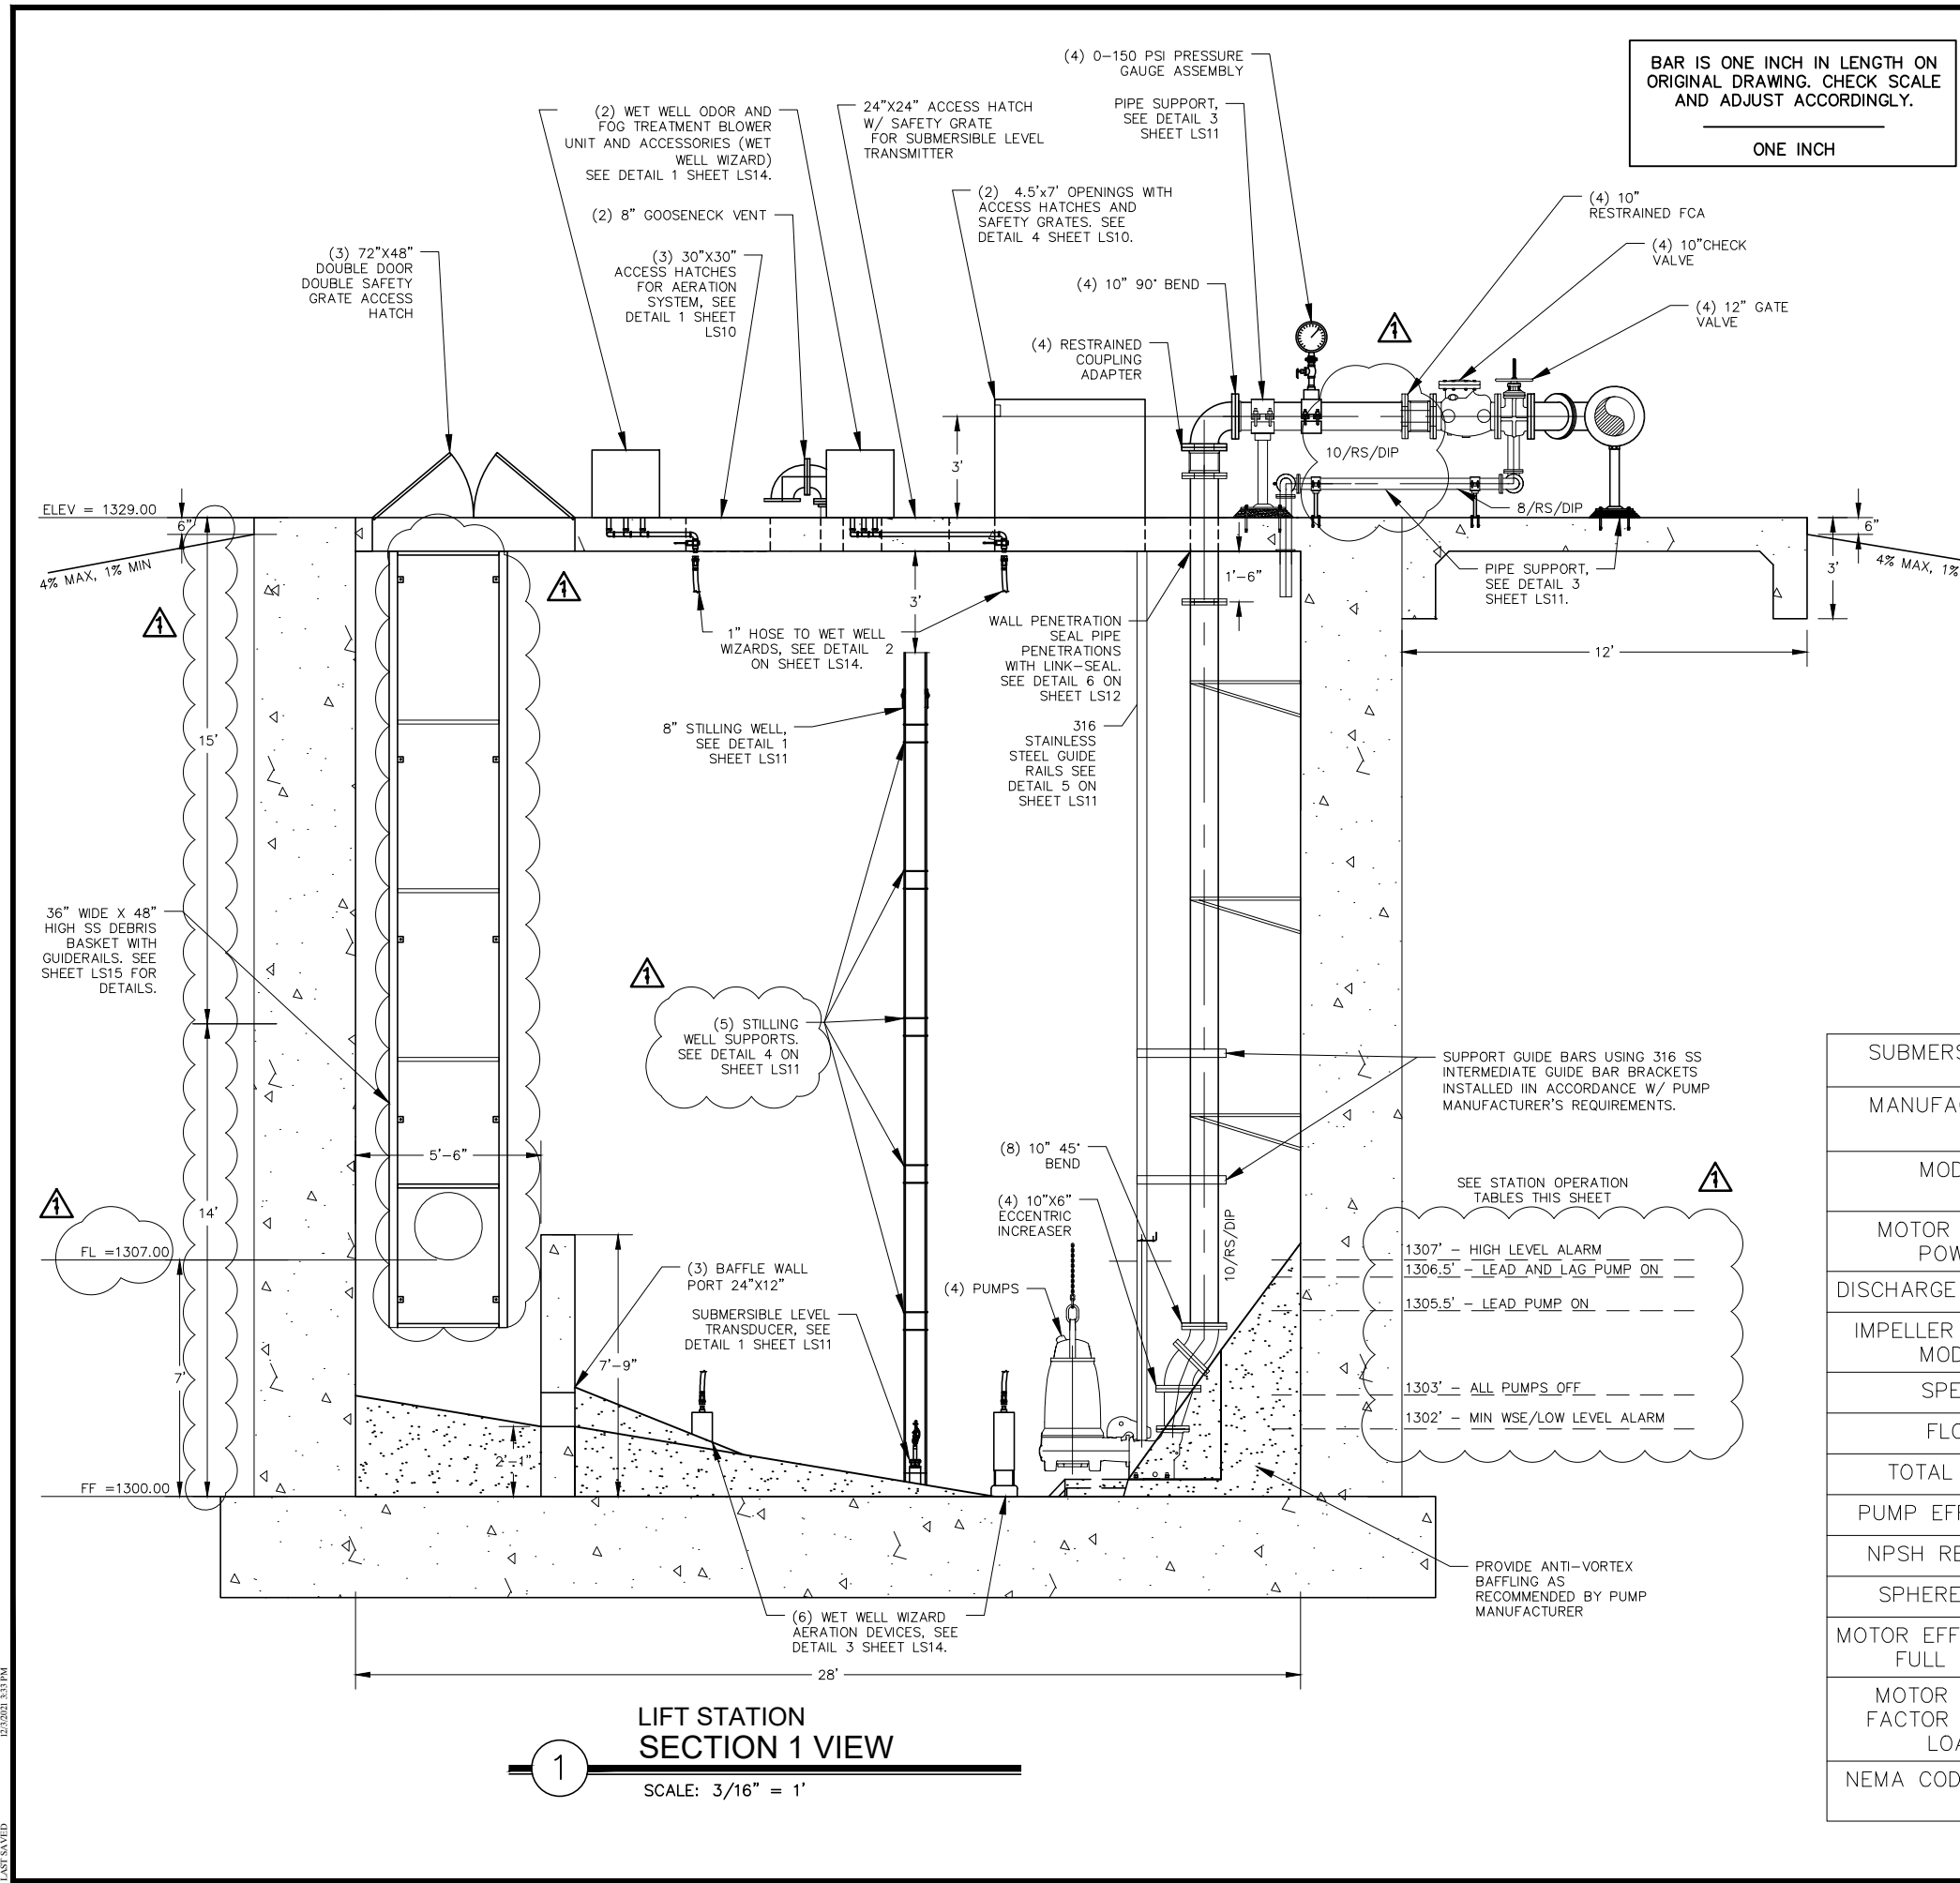 BAR IS ONE INCH IN LENGTH ON
ORIGINAL DRAWING. CHECK SCALE
AND ADJUST ACCORDINGLY.
ONE INCH
(4) 0-150 PSI PRESSURE
GAUGE ASSEMBLY
PIPE SUPPORT,
SEE DETAIL 3
SHEET LS11
(2) WET WELL ODOR AND
FOG TREATMENT BLOWER
UNIT AND ACCESSORIES (WET
WELL WIZARD)
SEE DETAIL 1 SHEET LS14.
24"X24" ACCESS HATCH
W/ SAFETY GRATE
FOR SUBMERSIBLE LEVEL
TRANSMITTER
(2) 4.5'x7' OPENINGS WITH
ACCESS HATCHES AND
SAFETY GRATES. SEE
DETAIL 4 SHEET LS10.
(4) 10"
RESTRAINED FCA
(4) 10"CHECK
VALVE
(4) 12" GATE
VALVE
(2) 8" GOOSENECK VENT
(3) 72"X48"
DOUBLE DOOR
DOUBLE SAFETY
GRATE ACCESS
HATCH
(3) 30"X30"
ACCESS HATCHES
FOR AERATION
SYSTEM, SEE
DETAIL 1 SHEET
LS10
(4) 10" 90° BEND
(4) RESTRAINED
COUPLING
ADAPTER
1
10/RS/DIP
3'
8/RS/DIP
ELEV = 1329.00
6"
4% MAX, 1% MIN
6"
3'
4% MAX, 1%
PIPE SUPPORT,
SEE DETAIL 3
SHEET LS11.
12'
1'-6"
1
1
3'
1" HOSE TO WET WELL
WIZARDS, SEE DETAIL 2
ON SHEET LS14.
WALL PENETRATION
SEAL PIPE
PENETRATIONS
WITH LINK-SEAL.
SEE DETAIL 6 ON
SHEET LS12
8" STILLING WELL,
SEE DETAIL 1
SHEET LS11
316
STAINLESS
STEEL GUIDE
RAILS SEE
DETAIL 5 ON
SHEET LS11
15'
36" WIDE X 48"
HIGH SS DEBRIS
BASKET WITH
GUIDERAILS. SEE
SHEET LS15 FOR
DETAILS.
1
(5) STILLING
WELL SUPPORTS.
SEE DETAIL 4 ON
SHEET LS11
SUPPORT GUIDE BARS USING 316 SS
INTERMEDIATE GUIDE BAR BRACKETS
INSTALLED IIN ACCORDANCE W/ PUMP
MANUFACTURER'S REQUIREMENTS.
5'-6"
(8) 10" 45°
BEND
(4) 10"X6"
ECCENTRIC
INCREASER
10/RS/DIP
SEE STATION OPERATION
TABLES THIS SHEET
1
1307' - HIGH LEVEL ALARM
1306.5' - LEAD AND LAG PUMP ON
1305.5' - LEAD PUMP ON
1303' - ALL PUMPS OFF
1302' - MIN WSE/LOW LEVEL ALARM
1
14'
FL =1307.00
7'
(3) BAFFLE WALL
PORT 24"X12"
SUBMERSIBLE LEVEL
TRANSDUCER, SEE
DETAIL 1 SHEET LS11
(4) PUMPS
7'-9"
2'-1"
FF =1300.00
PROVIDE ANTI-VORTEX
BAFFLING AS
RECOMMENDED BY PUMP
MANUFACTURER
(6) WET WELL WIZARD
AERATION DEVICES, SEE
DETAIL 3 SHEET LS14.
28'
1
LIFT STATION
SECTION 1 VIEW
SCALE: 3/16" = 1'
SUBMERS
MANUFA
MOD
MOTOR
POW
DISCHARGE
IMPELLER
MOD
SPE
FLO
TOTAL
PUMP EFF
NPSH RE
SPHERE
MOTOR EFF
FULL
MOTOR
FACTOR
LOA
NEMA COD
LAST SAVED
12/3/2021 3:33 PM